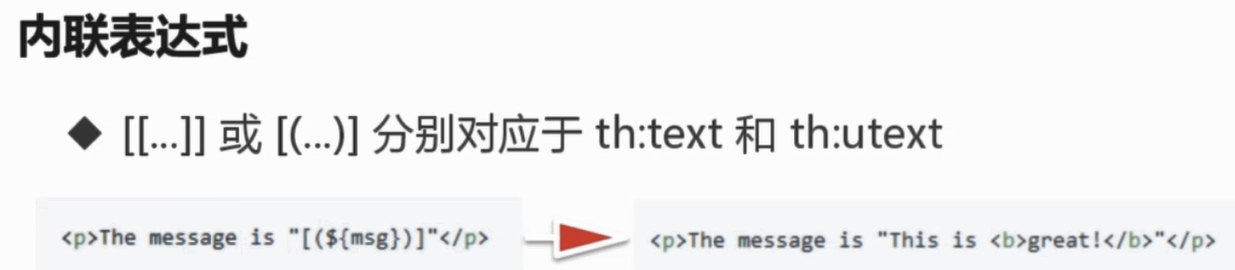 内联表达式
◆ [[...]] 或 [(...)] 分别对应于 th:text 和 th:utext
<p>The message is "[(${msg})]"</p>
<p>The message is "This is <b>great!</b>"</p>